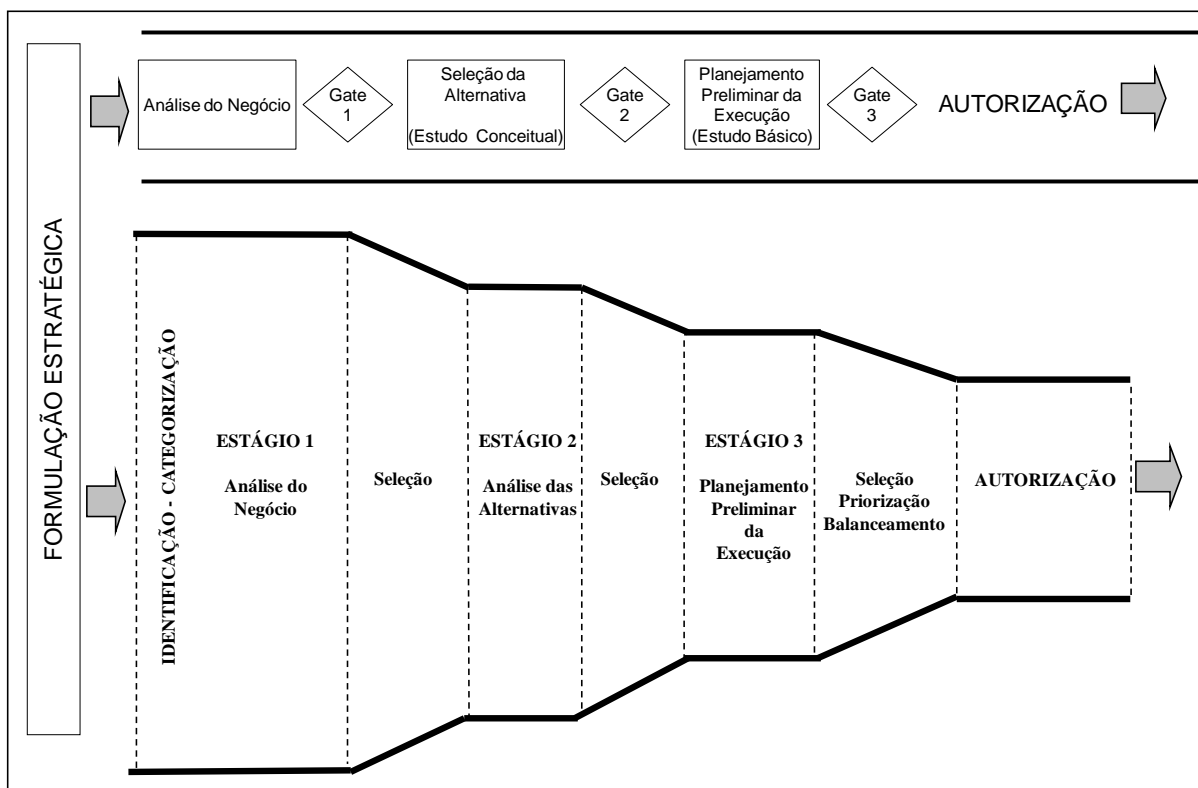 FORMULAÇÃO ESTRATÉGICA
Análise do Negócio
Gate
1
Seleção da
Alternativa
(Estudo Conceitual)
Gate
2
Planejamento
Preliminar da
Execução
(Estudo Básico)
Gate
3
AUTORIZAÇÃO
IDENTIFICAÇÃO - CATEGORIZAÇÃO
ESTÁGIO 1
Análise do
Negócio
Seleção
ESTÁGIO 2
Análise das
Alternativas
Seleção
ESTÁGIO 3
Planejamento
Preliminar
da
Execução
Seleção
Priorização
Balanceamento
AUTORIZAÇÃO